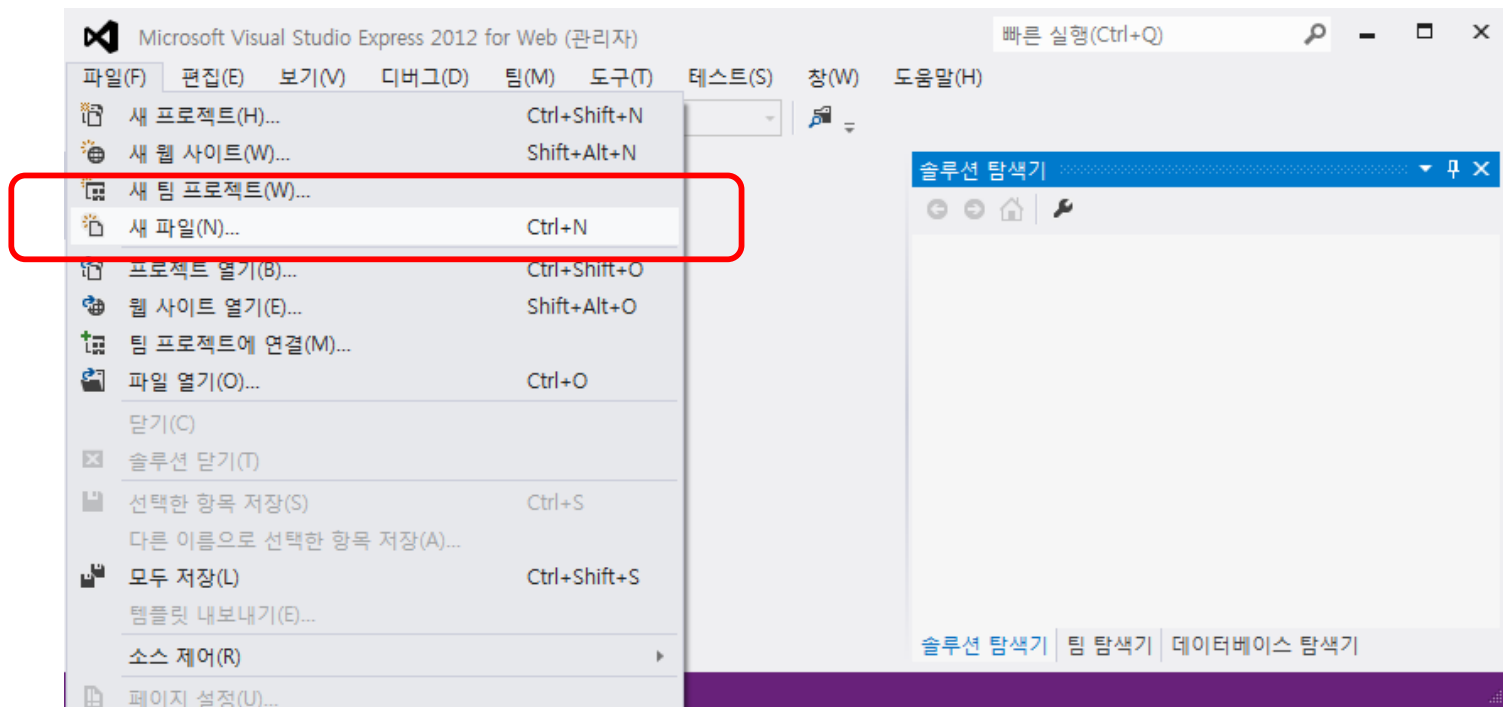 Microsoft Visual Studio Express 2012 for Web (관리자)
빠른 실행(Ctrl+Q)
파일(F) 편집(E) 보기(V) 디버그(D) 팀(M) 도구(T) 테스트(S) 창(W) 도움말(H)
새 프로젝트(H)... Ctrl+Shift+N
새 웹 사이트(W)... Shift+Alt+N
새 팀 프로젝트(W)...
새 파일(N)... Ctrl+N
프로젝트 열기(B)... Ctrl+Shift+O
웹 사이트 열기(E)... Shift+Alt+O
팀 프로젝트에 연결(M)...
파일 열기(O)... Ctrl+O
닫기(C)
솔루션 닫기(T)
선택한 항목 저장(S) Ctrl+S
다른 이름으로 선택한 항목 저장(A)...
모두 저장(L) Ctrl+Shift+S
템플릿 내보내기(E)...
소스 제어(R)
페이지 설정(U)...
솔루션 탐색기
솔루션 탐색기 팀 탐색기 데이터베이스 탐색기